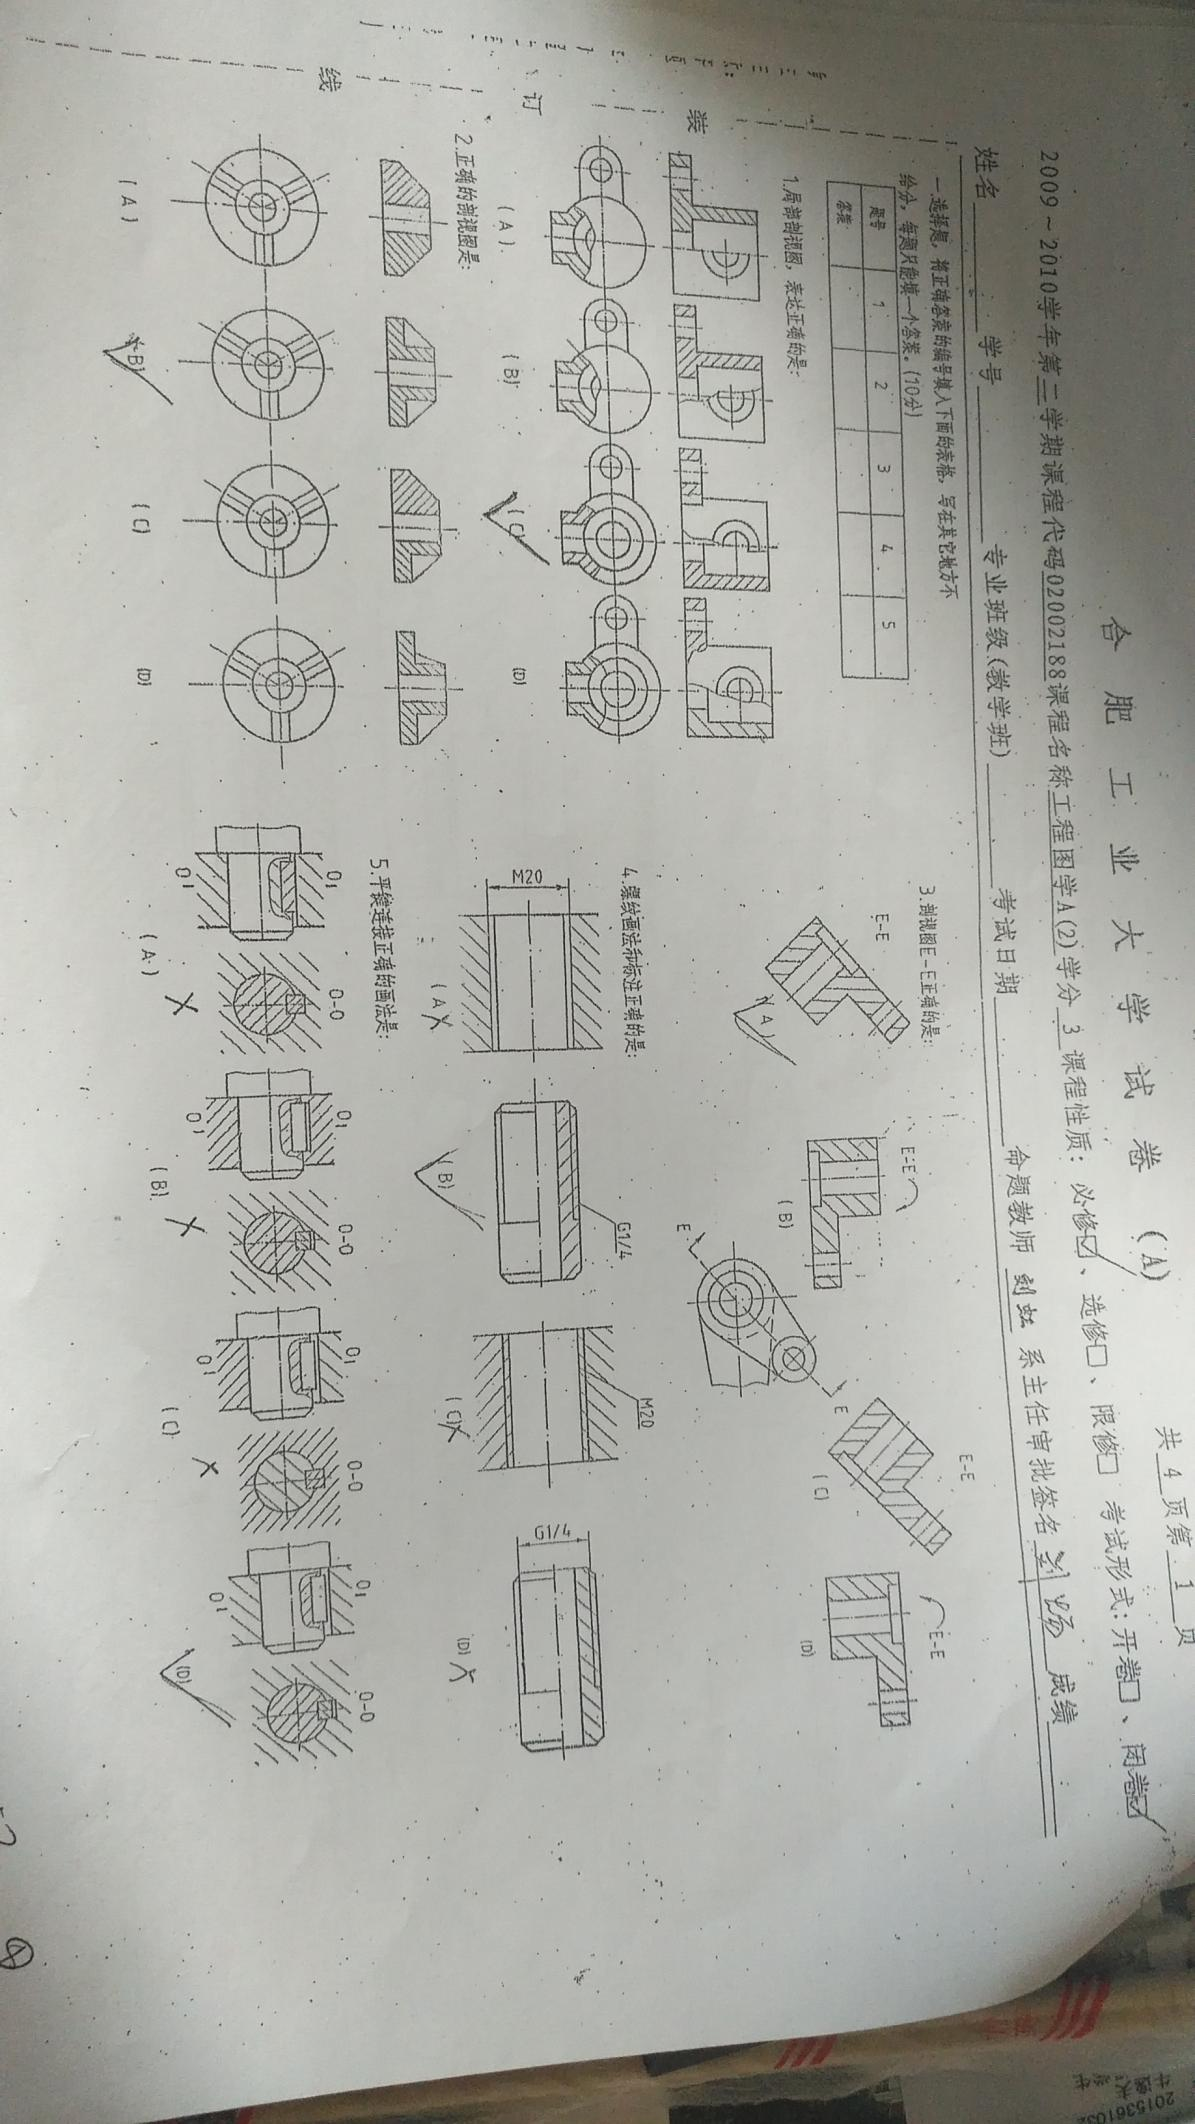 合肥工业大学试卷 (A)
共 4 页第 1 页
2009~2010学年第二学期课程代码02002188课程名称工程图学A(2)学分 3 课程性质：必修☑、选修□、限修□ 考试形式：开卷□、闭卷☑
姓名 学号 专业班级(教学班) 考试日期 命题教师 刘虹 系主任审批签名 成绩
装
订
线
一.选择题，将正确答案的编号填入下面的表格，写在其它地方不
给分，每题只能填一个答案。(10分)
题号 1 2 3 4 5
答案
1.局部剖视图，表达正确的是：
(A) (B) (C) (D)
2.正确的剖视图是：
(A) (B) (C) (D)
3.剖视图E-E正确的是：
E-E E-E E-E E-E
E E
(A) (B) (C) (D)
4.螺纹画法和标注正确的是：
M20 G1/4 M20 G1/4
(A) (B) (C) (D)
5.平键连接正确的画法是：
O-O O-O O-O O-O
(A) (B) (C) (D)
2015361032